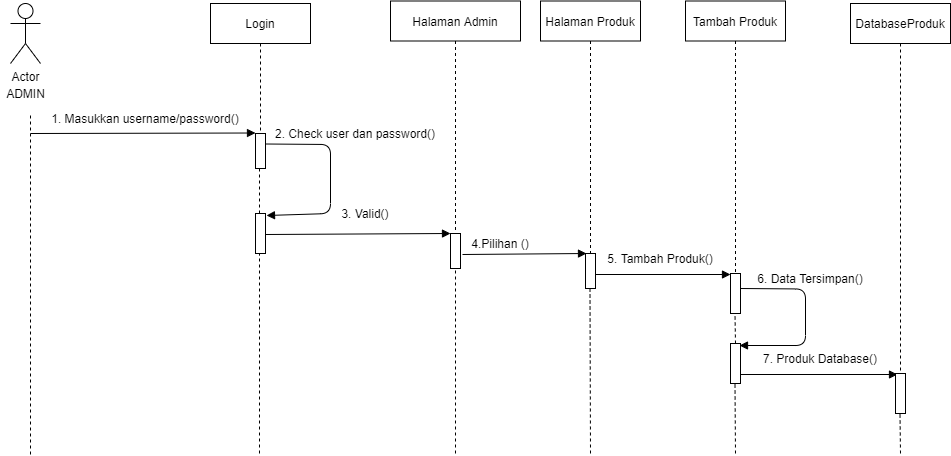 Login
Halaman Admin
Halaman Produk
Tambah Produk
DatabaseProduk
Actor
ADMIN
1. Masukkan username/password()
2. Check user dan password()
3. Valid()
4.Pilihan ()
5. Tambah Produk()
6. Data Tersimpan()
7. Produk Database()